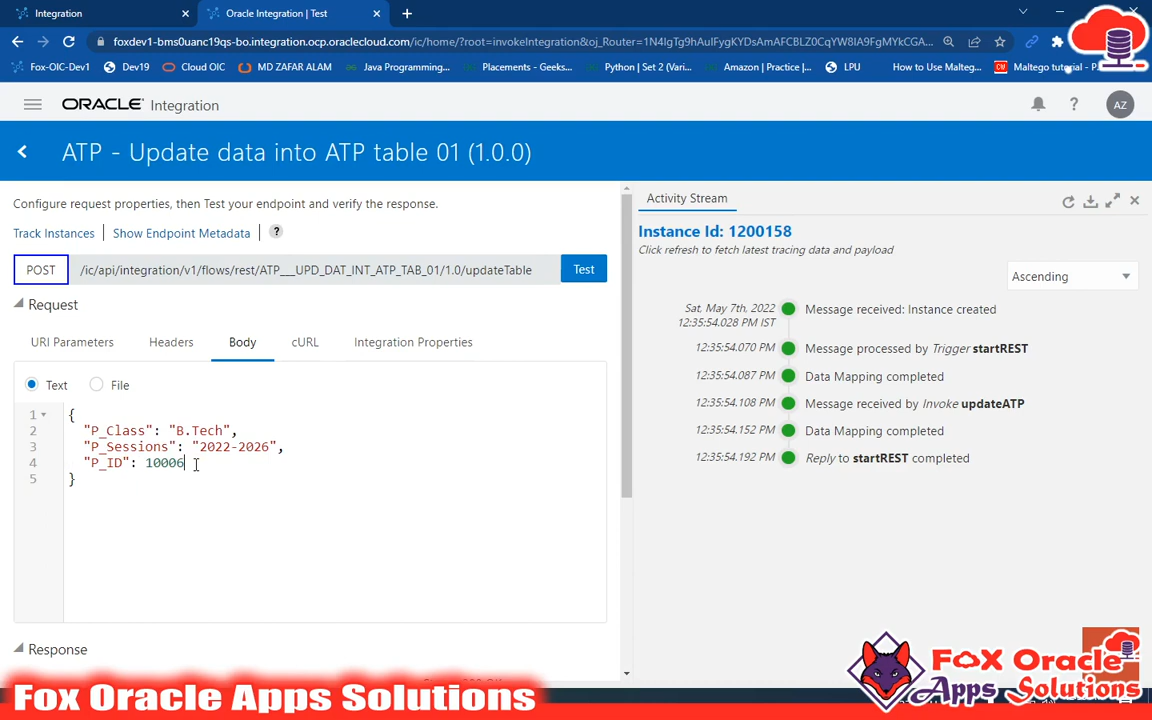 Integration
Oracle Integration | Test
foxdev1-bms0uanc19qs-bo.integration.ocp.oraclecloud.com/ic/home/?root=invokeIntegration&oj_Router=1N4IgTg9hAuIFygKYDsAmAFCBLZ0CqYW8IA9FgMYkCGA...
Fox-OIC-Dev1 Dev19 Cloud OIC MD ZAFAR ALAM Java Programming... Placements - Geeks... Python | Set 2 (Vari... Amazon | Practice |... LPU How to Use Malteg... Maltego
ORACLE Integration
AZ
ATP - Update data into ATP table 01 (1.0.0)
Configure request properties, then Test your endpoint and verify the response.
Track Instances Show Endpoint Metadata ?
POST /ic/api/integration/v1/flows/rest/ATP___UPD_DAT_INT_ATP_TAB_01/1.0/updateTable Test
Request
URI Parameters Headers Body cURL Integration Properties
Text File
1 {
2 "P_Class": "B.Tech",
3 "P_Sessions": "2022-2026",
4 "P_ID": 10006
5 }
Response
Activity Stream
Instance Id: 1200158
Click refresh to fetch latest tracing data and payload
Ascending
Sat, May 7th, 2022
12:35:54.028 PM IST Message received: Instance created
12:35:54.070 PM Message processed by Trigger startREST
12:35:54.087 PM Data Mapping completed
12:35:54.108 PM Message received by Invoke updateATP
12:35:54.152 PM Data Mapping completed
12:35:54.192 PM Reply to startREST completed
Fox Oracle Apps Solutions
FOX Oracle
Apps Solutions